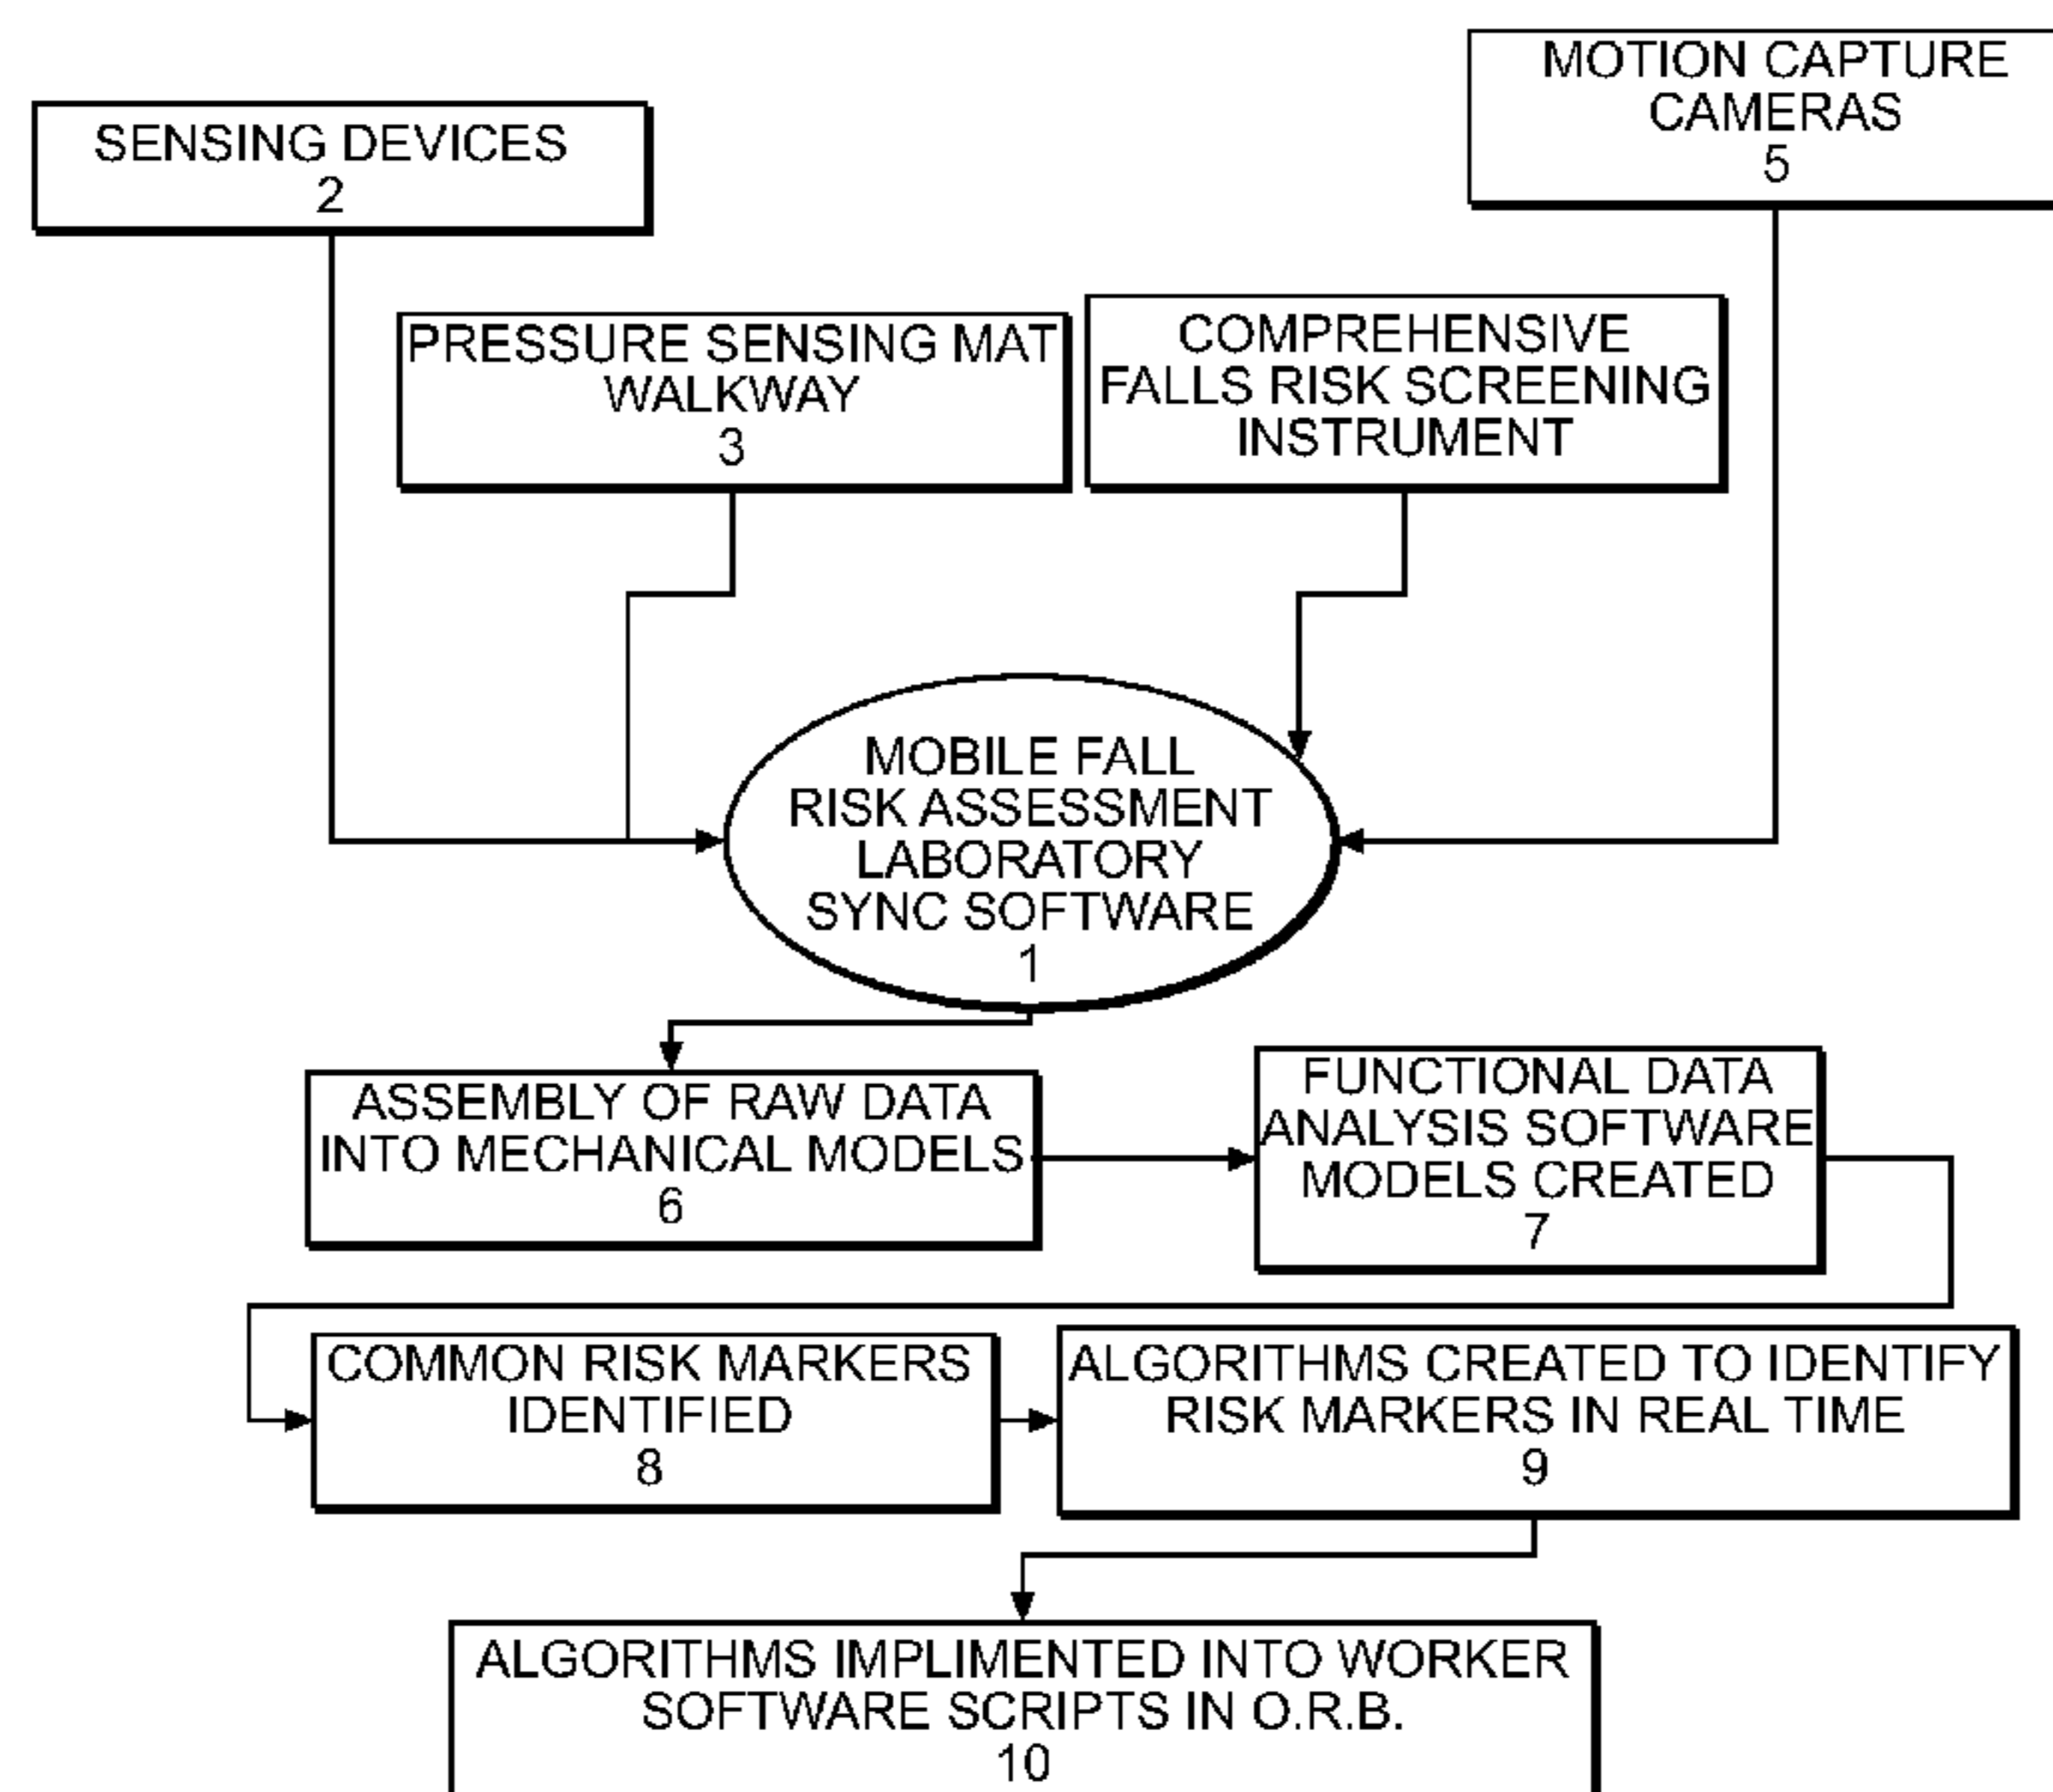 MOTION CAPTURE
CAMERAS
5
SENSING DEVICES
2
PRESSURE SENSING MAT
WALKWAY
3
COMPREHENSIVE
FALLS RISK SCREENING
INSTRUMENT
MOBILE FALL
RISK ASSESSMENT
LABORATORY
SYNC SOFTWARE
1
ASSEMBLY OF RAW DATA
INTO MECHANICAL MODELS
6
FUNCTIONAL DATA
ANALYSIS SOFTWARE
MODELS CREATED
7
COMMON RISK MARKERS
IDENTIFIED
8
ALGORITHMS CREATED TO IDENTIFY
RISK MARKERS IN REAL TIME
9
ALGORITHMS IMPLIMENTED INTO WORKER
SOFTWARE SCRIPTS IN O.R.B.
10